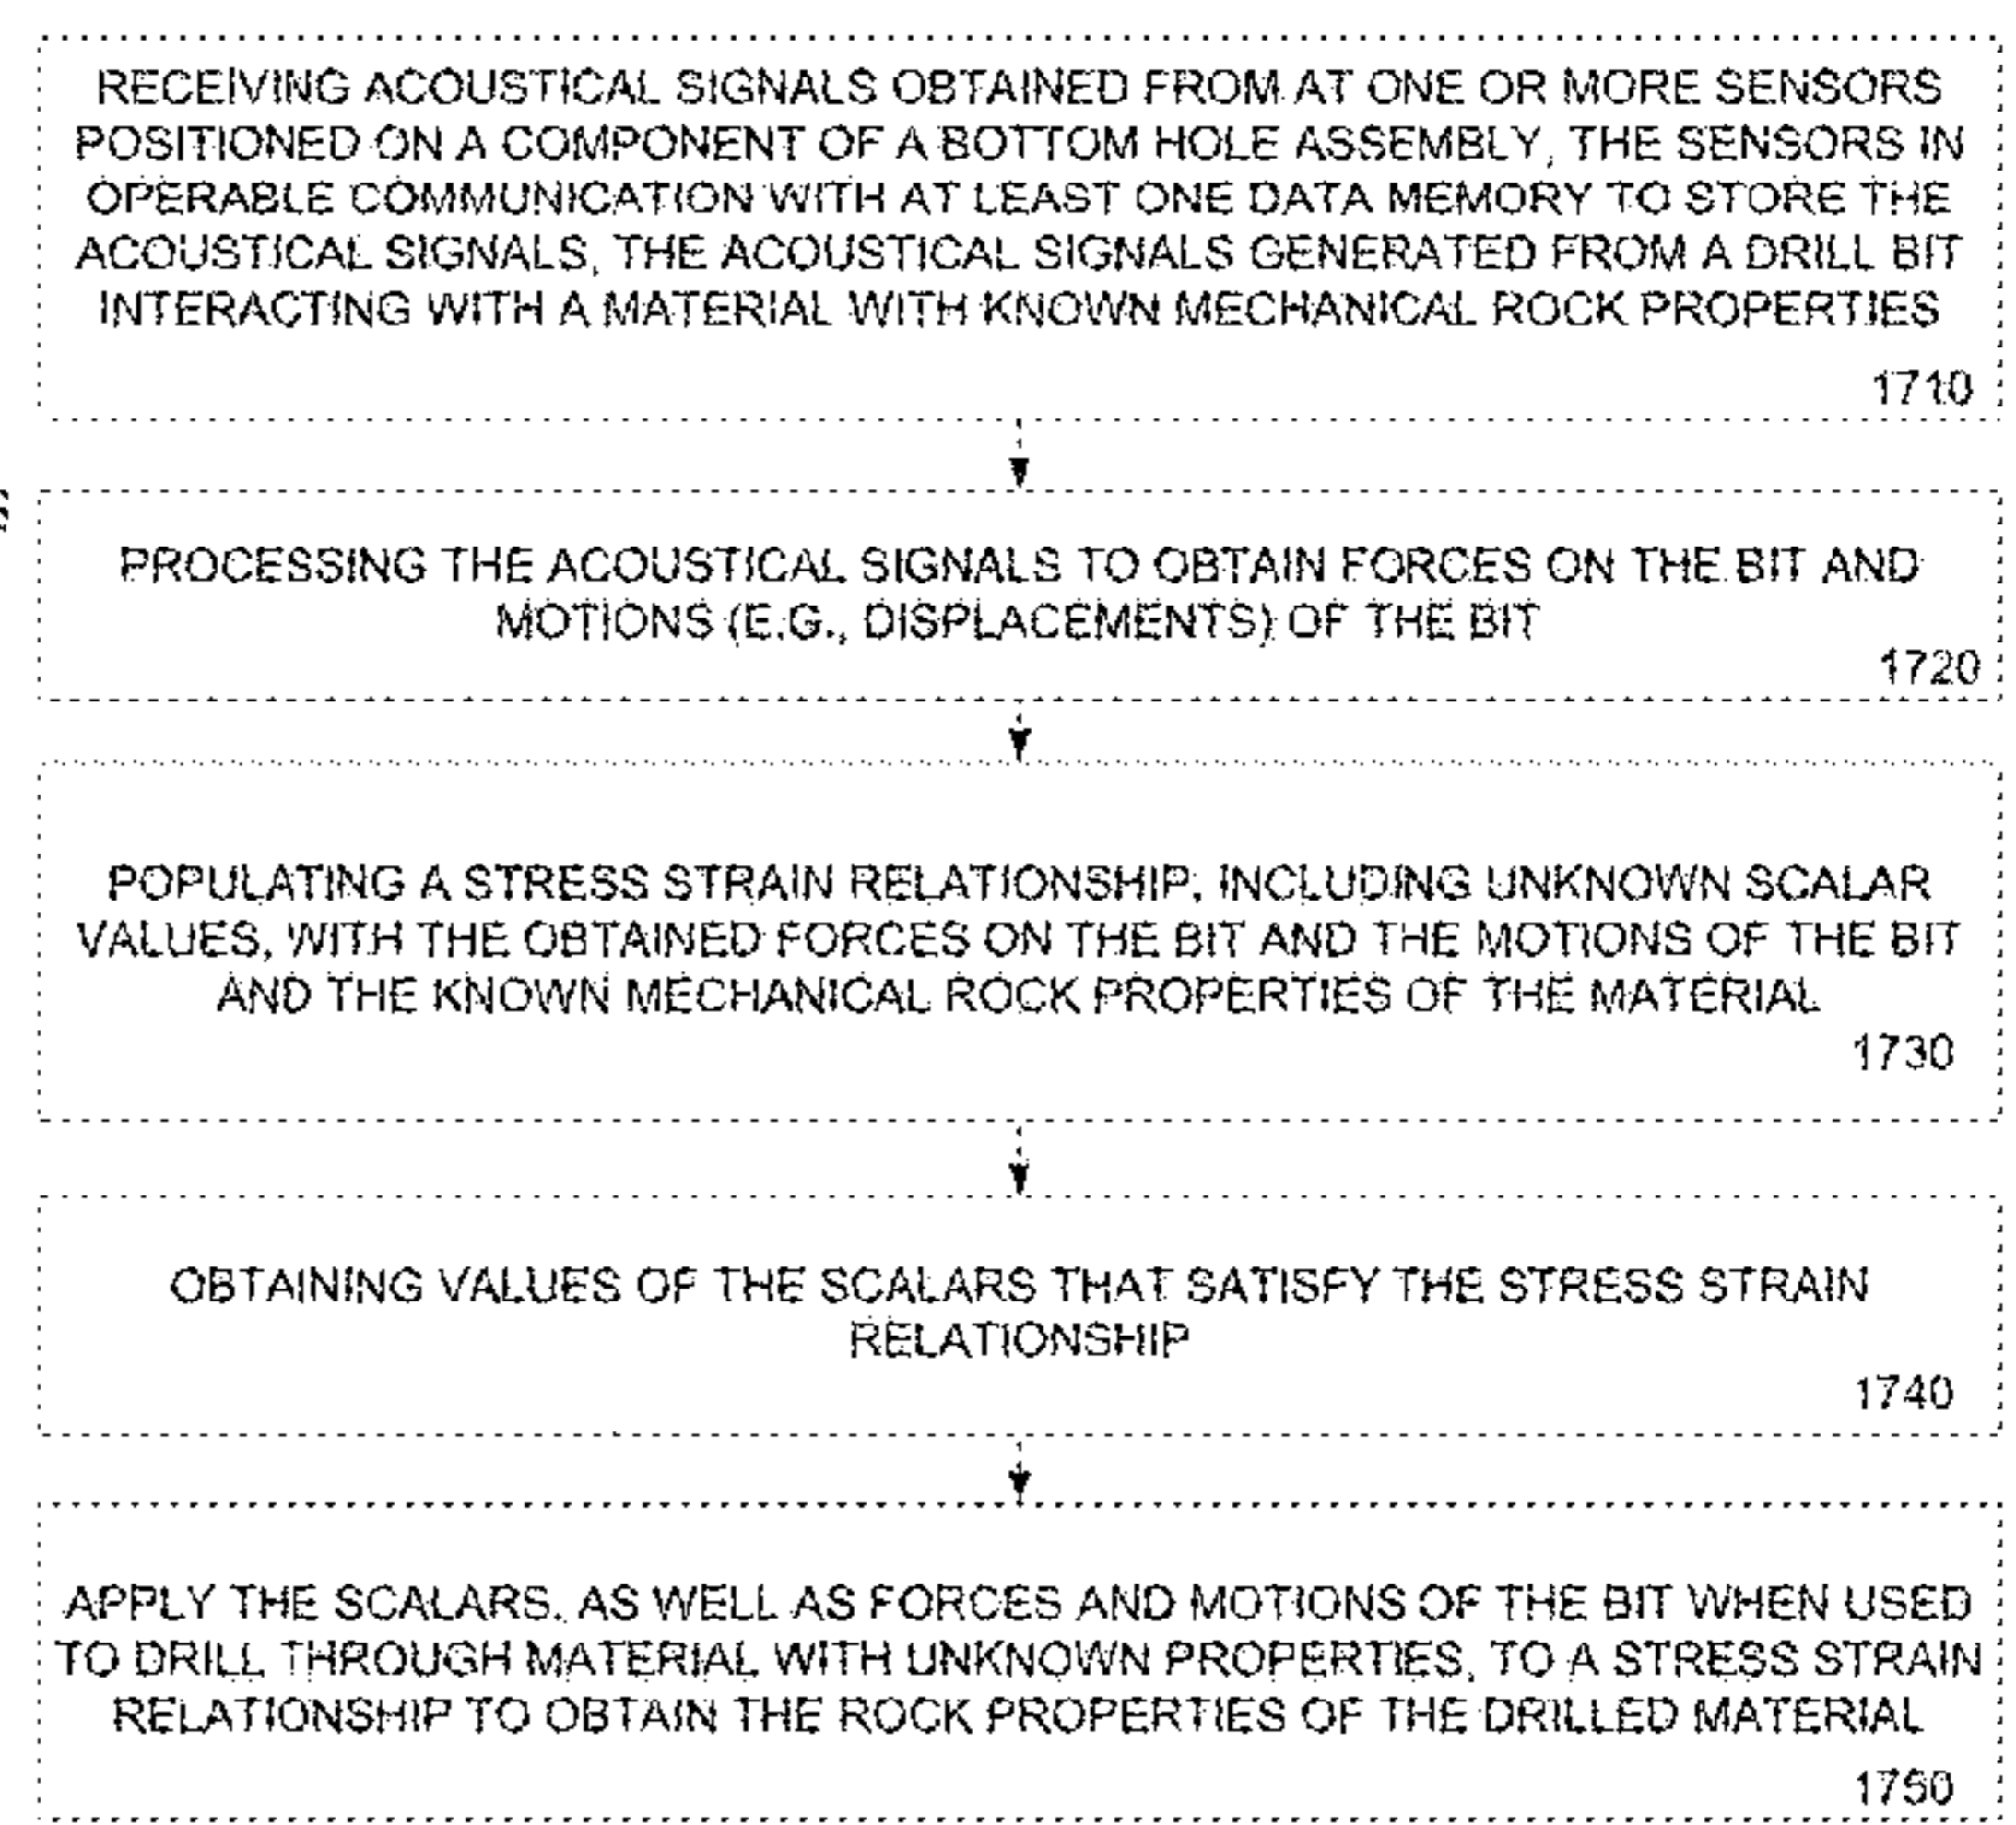 RECEIVING ACOUSTICAL SIGNALS OBTAINED FROM AT ONE OR MORE SENSORS
POSITIONED ON A COMPONENT OF A BOTTOM HOLE ASSEMBLY, THE SENSORS IN
OPERABLE COMMUNICATION WITH AT LEAST ONE DATA MEMORY TO STORE THE
ACOUSTICAL SIGNALS, THE ACOUSTICAL SIGNALS GENERATED FROM A DRILL BIT
INTERACTING WITH A MATERIAL WITH KNOWN MECHANICAL ROCK PROPERTIES
1710
PROCESSING THE ACOUSTICAL SIGNALS TO OBTAIN FORCES ON THE BIT AND
MOTIONS (E.G., DISPLACEMENTS) OF THE BIT
1720
POPULATING A STRESS STRAIN RELATIONSHIP, INCLUDING UNKNOWN SCALAR
VALUES, WITH THE OBTAINED FORCES ON THE BIT AND THE MOTIONS OF THE BIT
AND THE KNOWN MECHANICAL ROCK PROPERTIES OF THE MATERIAL
1730
OBTAINING VALUES OF THE SCALARS THAT SATISFY THE STRESS STRAIN
RELATIONSHIP
1740
APPLY THE SCALARS, AS WELL AS FORCES AND MOTIONS OF THE BIT WHEN USED
TO DRILL THROUGH MATERIAL WITH UNKNOWN PROPERTIES, TO A STRESS STRAIN
RELATIONSHIP TO OBTAIN THE ROCK PROPERTIES OF THE DRILLED MATERIAL
1750